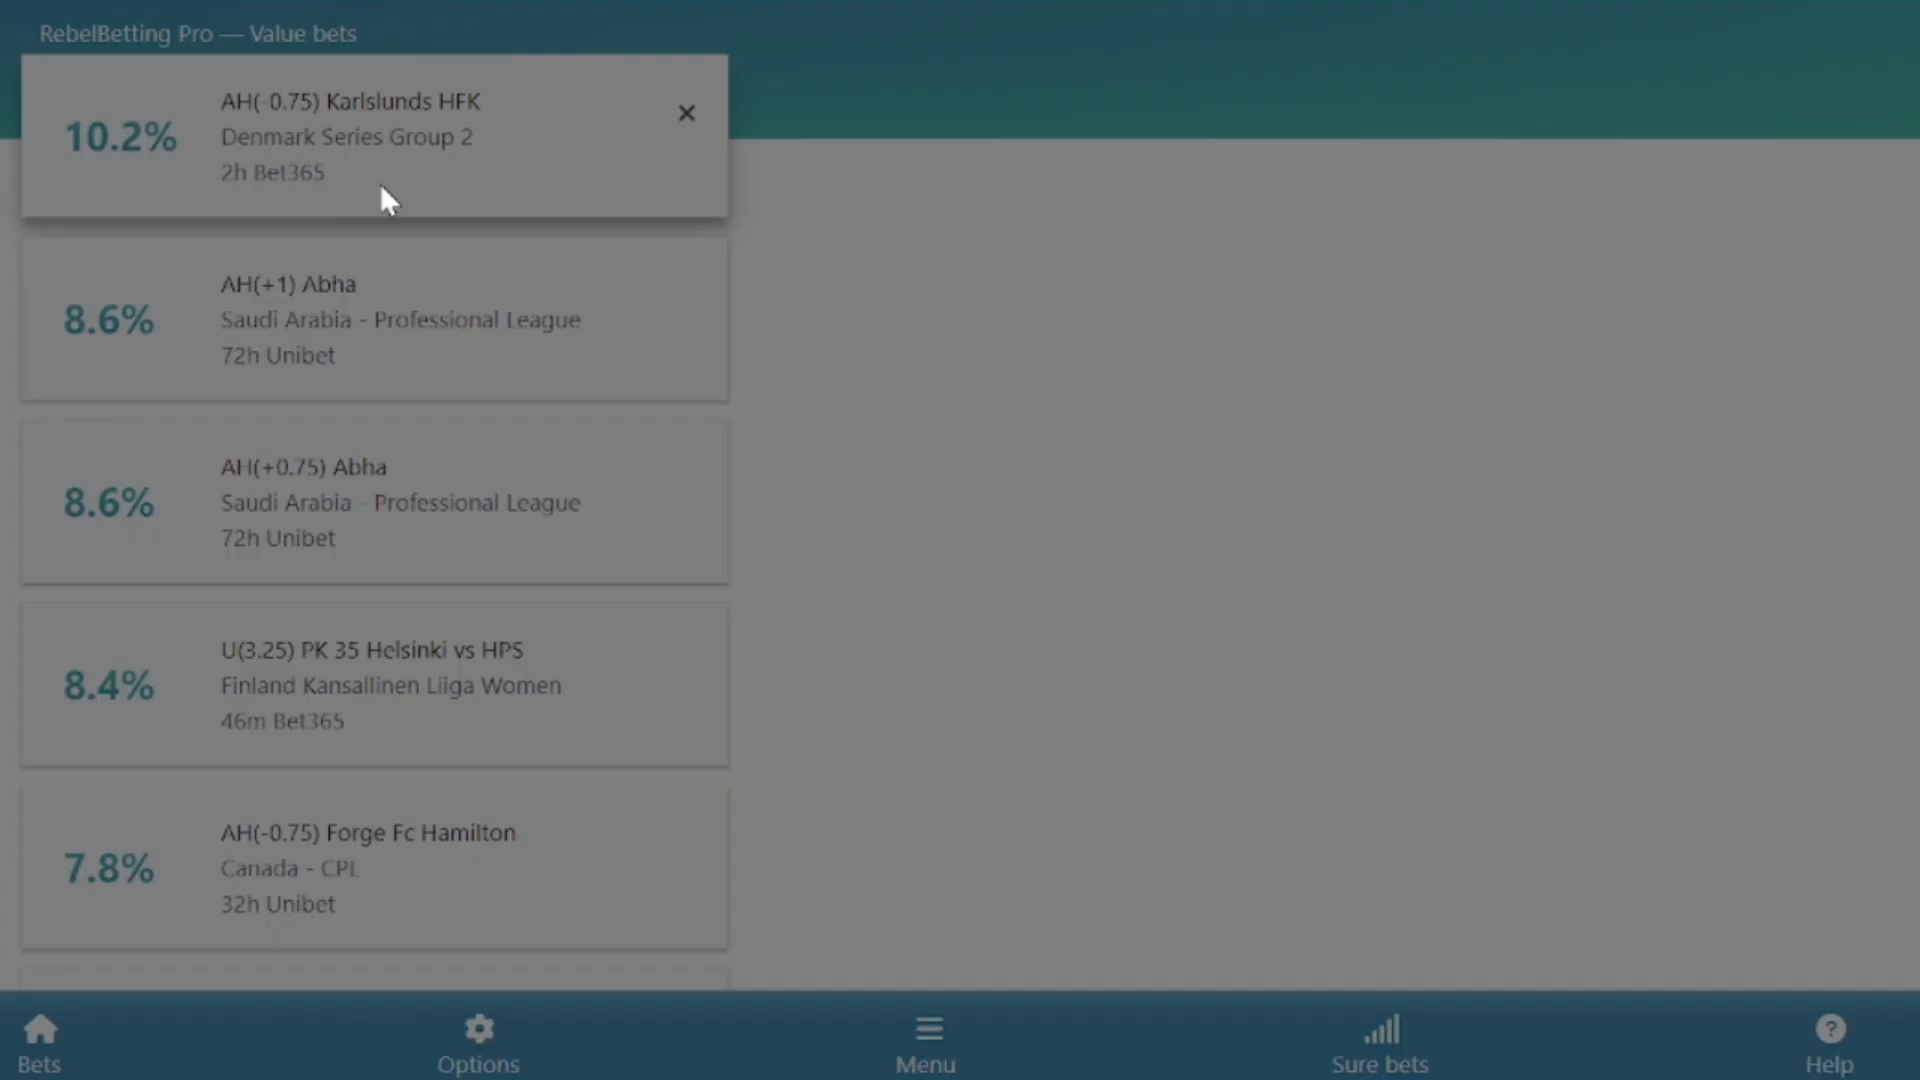 RebelBetting Pro — Value bets
10.2%
AH(-0.75) Karlslunds HFK
Denmark Series Group 2
2h Bet365
8.6%
AH(+1) Abha
Saudi Arabia - Professional League
72h Unibet
8.6%
AH(+0.75) Abha
Saudi Arabia - Professional League
72h Unibet
8.4%
U(3.25) PK 35 Helsinki vs HPS
Finland Kansallinen Liiga Women
46m Bet365
7.8%
AH(-0.75) Forge Fc Hamilton
Canada - CPL
32h Unibet
Bets
Options
Menu
Sure bets
Help